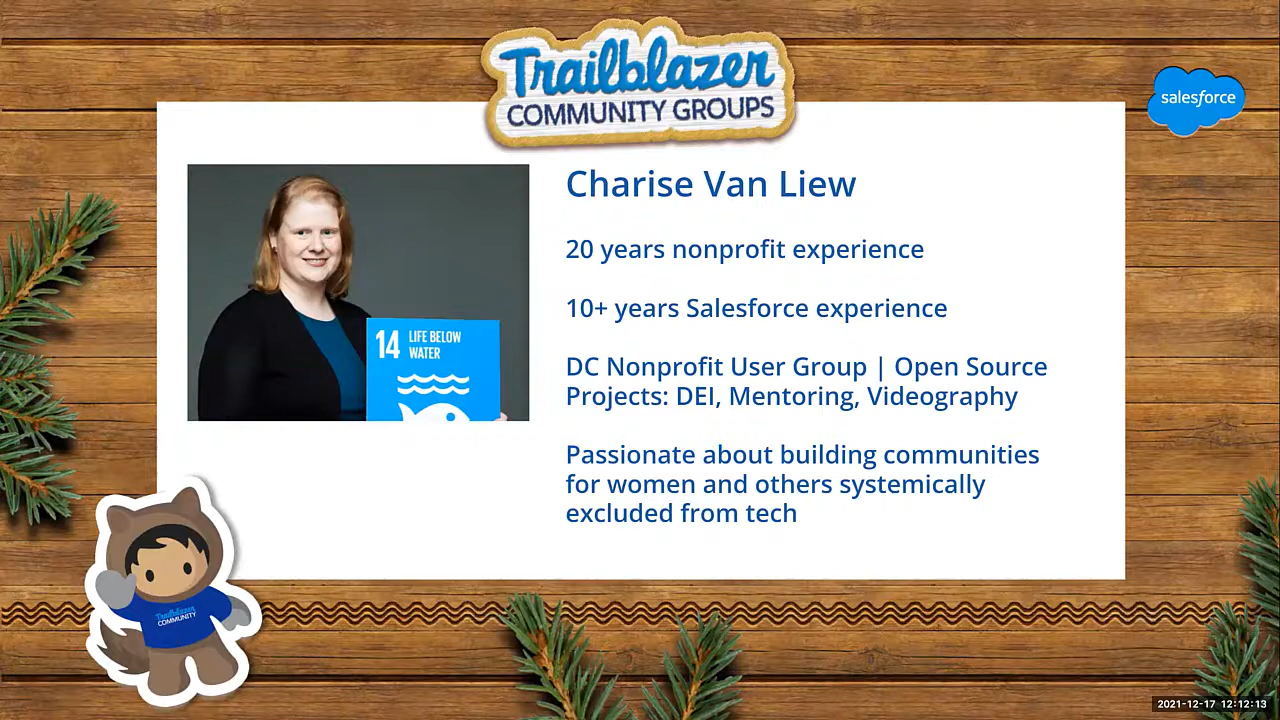 Trailblazer
COMMUNITY GROUPS
salesforce
Charise Van Liew
20 years nonprofit experience
10+ years Salesforce experience
DC Nonprofit User Group | Open Source
Projects: DEI, Mentoring, Videography
Passionate about building communities
for women and others systemically
excluded from tech
14 LIFE BELOW
WATER
Trailblazer
COMMUNITY
2021-12-17 12:12:13